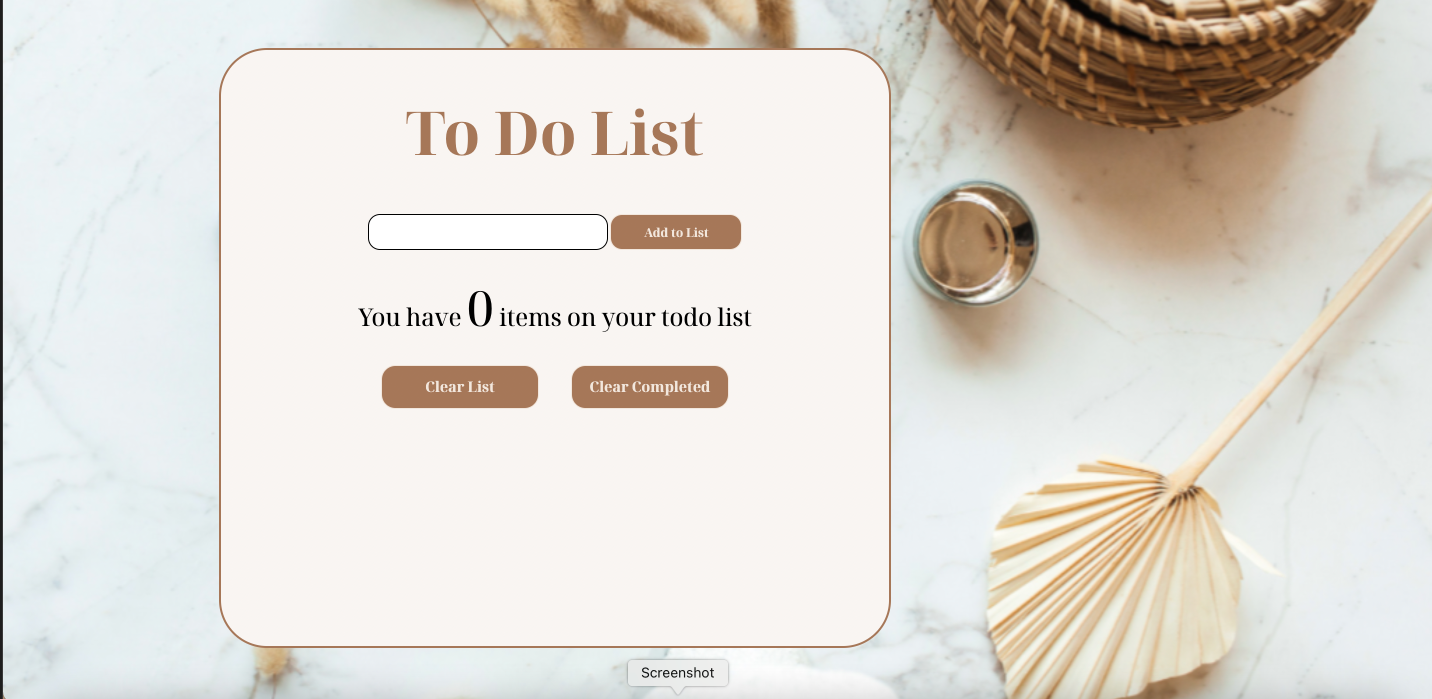 To Do List
Add to List
You have 0 items on your todo list
Clear List Clear Completed
Screenshot